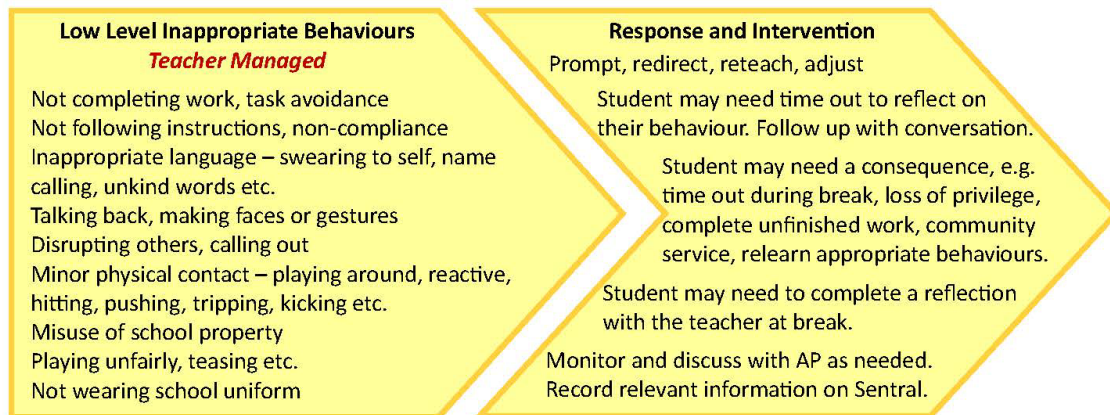 Low Level Inappropriate Behaviours
Teacher Managed
Not completing work, task avoidance
Not following instructions, non-compliance
Inappropriate language – swearing to self, name
calling, unkind words etc.
Talking back, making faces or gestures
Disrupting others, calling out
Minor physical contact – playing around, reactive,
hitting, pushing, tripping, kicking etc.
Misuse of school property
Playing unfairly, teasing etc.
Not wearing school uniform
Response and Intervention
Prompt, redirect, reteach, adjust
Student may need time out to reflect on
their behaviour. Follow up with conversation.
Student may need a consequence, e.g.
time out during break, loss of privilege,
complete unfinished work, community
service, relearn appropriate behaviours.
Student may need to complete a reflection
with the teacher at break.
Monitor and discuss with AP as needed.
Record relevant information on Sentral.